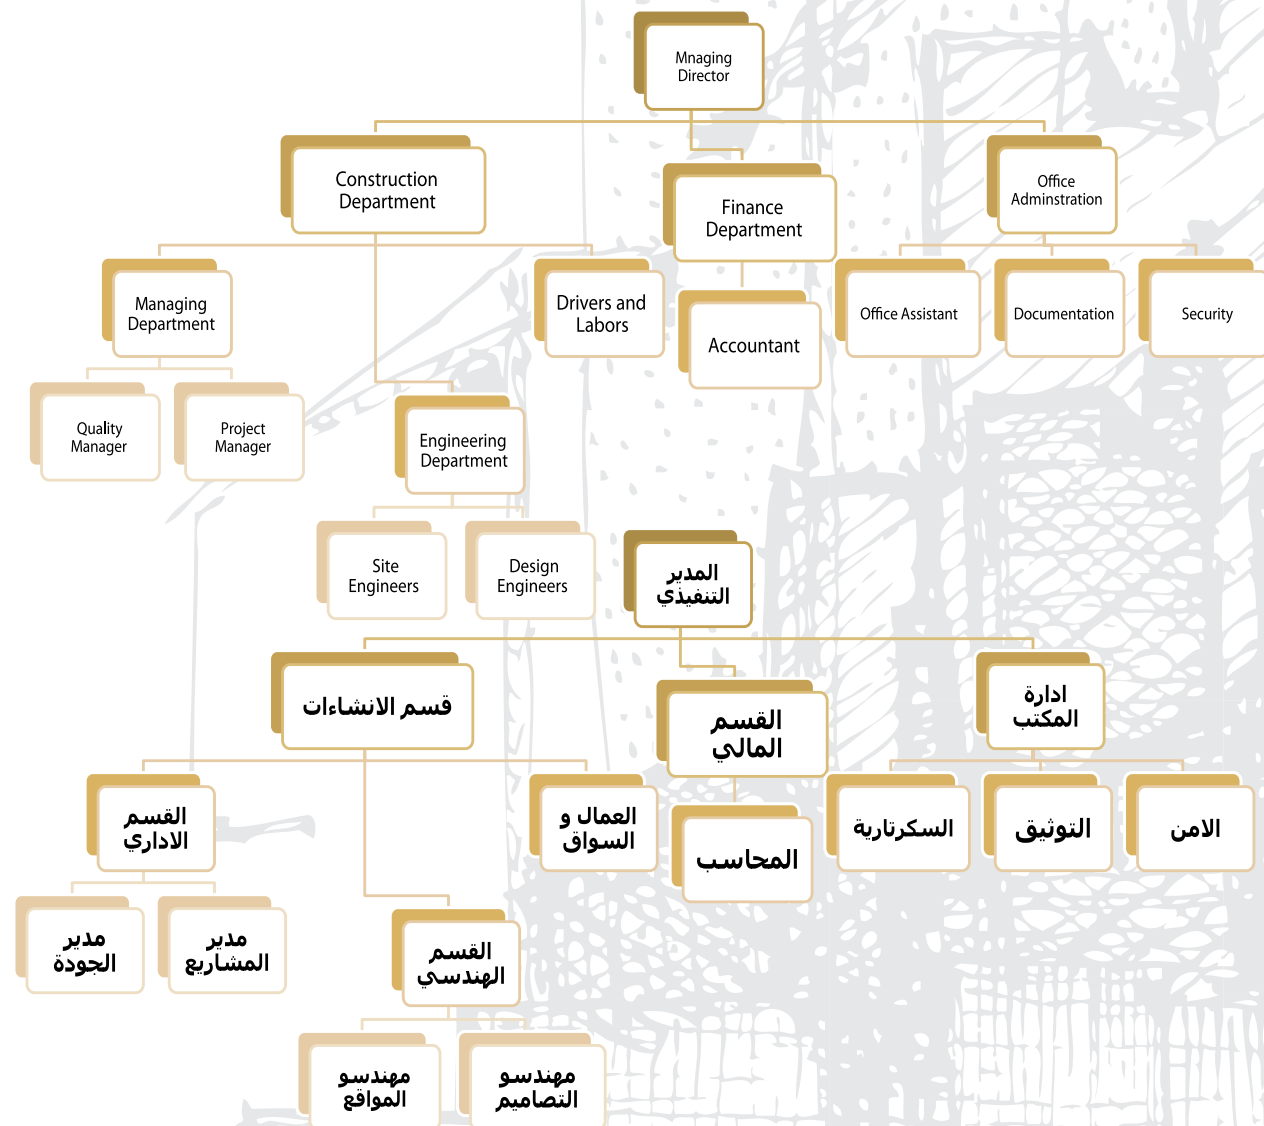 Mnaging
Director
Construction
Department
Finance
Department
Office
Adminstration
Managing
Department
Drivers and
Labors
Accountant
Office Assistant
Documentation
Security
Quality
Manager
Project
Manager
Engineering
Department
Site
Engineers
Design
Engineers
المدير
التنفيذي
قسم الانشاءات
القسم
المالي
ادارة
المكتب
القسم
الاداري
العمال و
السواق
المحاسب
السكرتارية
التوثيق
الامن
مدير
الجودة
مدير
المشاريع
القسم
الهندسي
مهندسو
المواقع
مهندسو
التصاميم